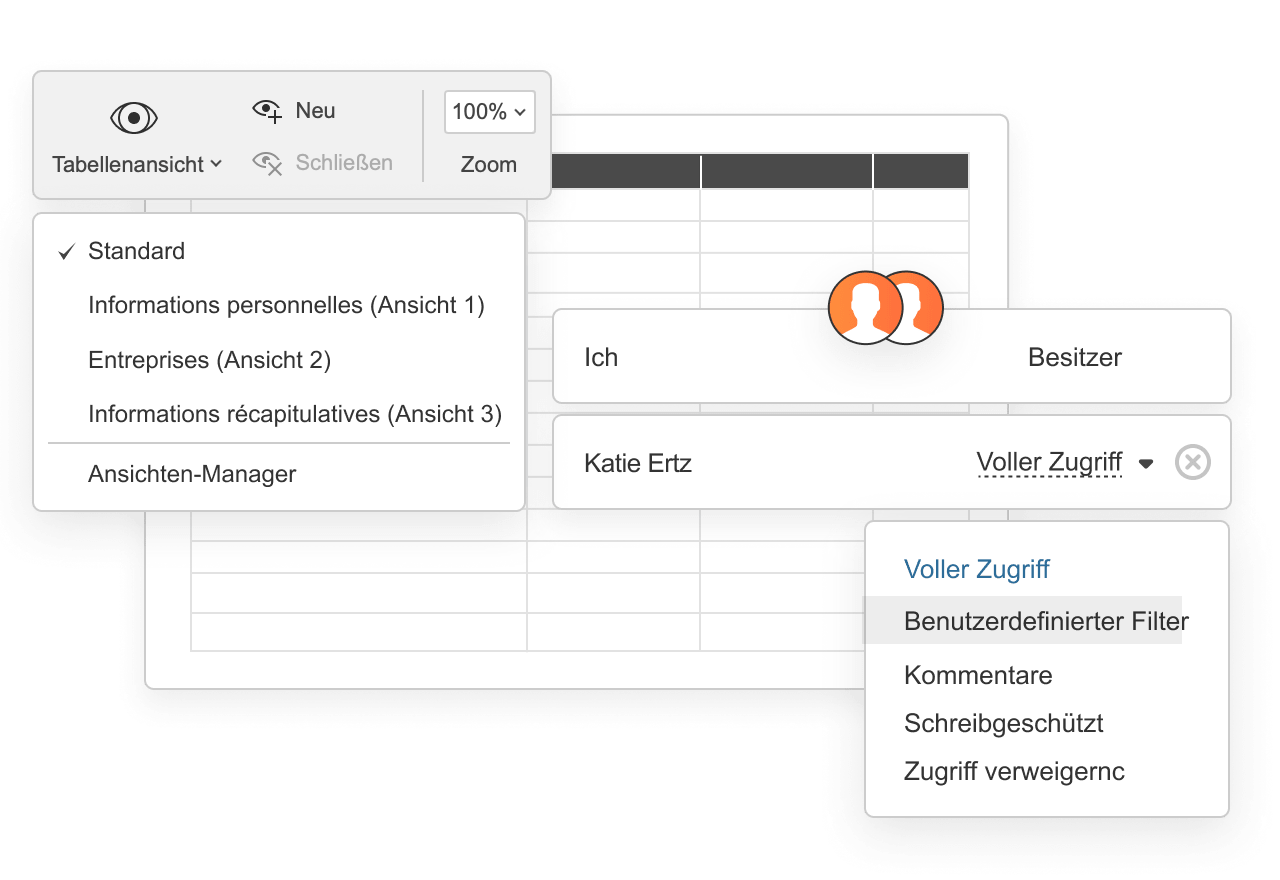 Tabellenansicht
Neu
Schließen
100%
Zoom
Standard
Informations personnelles (Ansicht 1)
Entreprises (Ansicht 2)
Informations récapitulatives (Ansicht 3)
Ansichten-Manager
Ich Besitzer
Katie Ertz Voller Zugriff
Voller Zugriff
Benutzerdefinierter Filter
Kommentare
Schreibgeschützt
Zugriff verweigernc